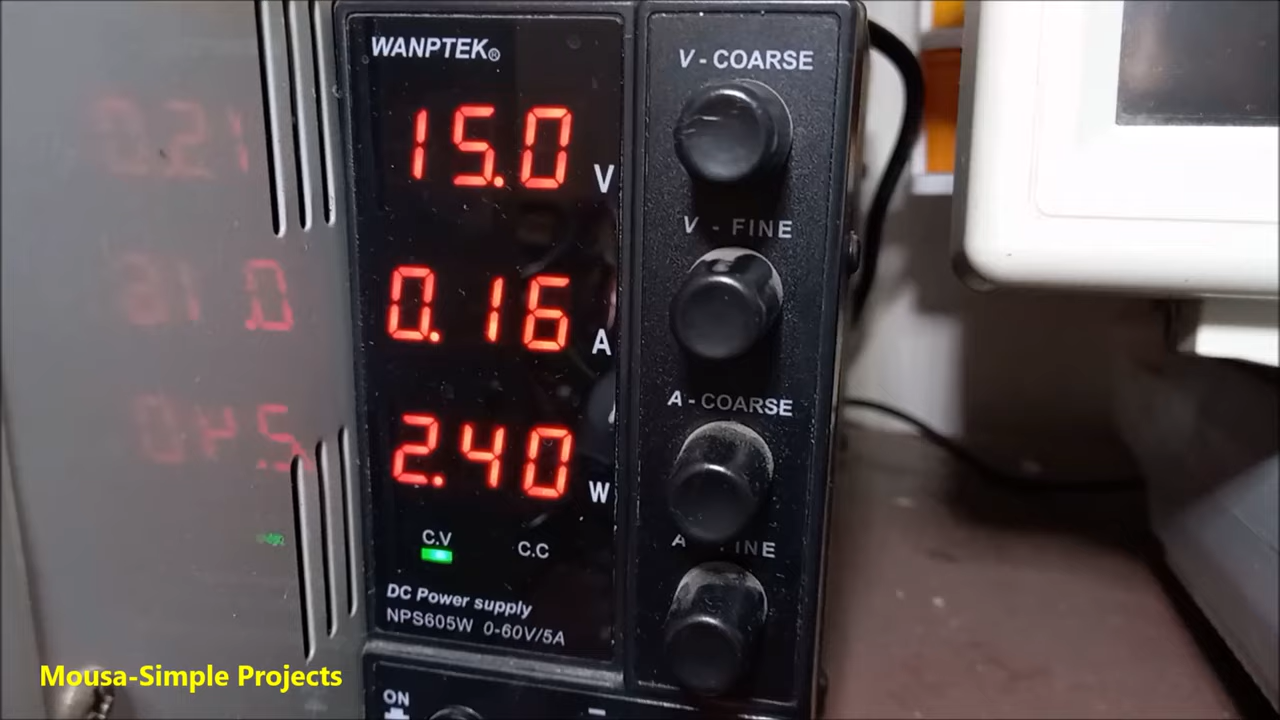 WANPTEK®
15.0 V
0.16 A
2.40 W
C.V C.C
DC Power supply
NPS605W 0-60V/5A
ON
V - COARSE
V - FINE
A - COARSE
A - FINE
Mousa-Simple Projects